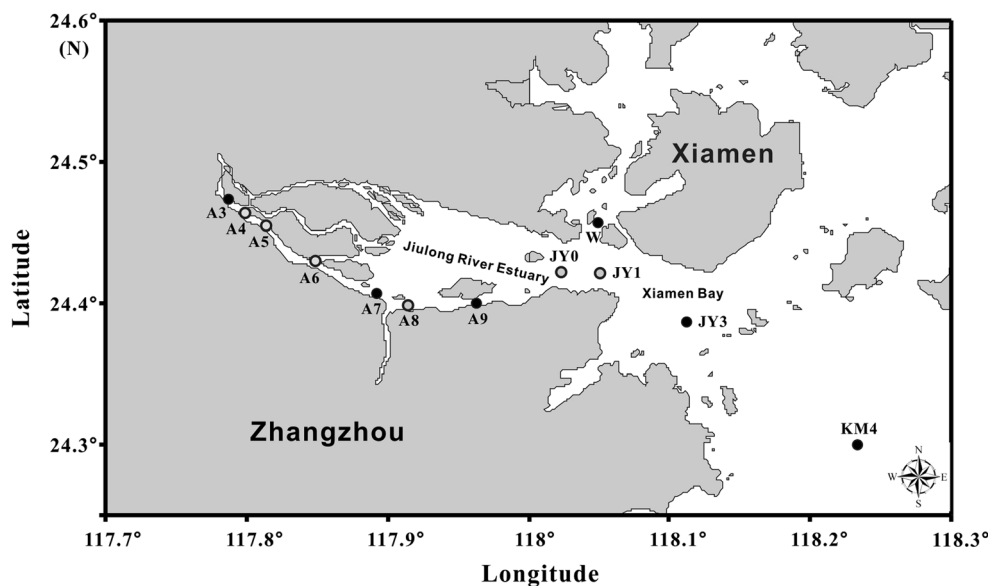 24.6°
(N)
Xiamen
24.5°
A3
A4
A5
W
JY0
Jiulong River Estuary
JY1
A6
Xiamen Bay
24.4°
A7
A8
A9
JY3
Latitude
Zhangzhou
KM4
24.3°
N
W
E
S
117.7°
117.8°
117.9°
118°
118.1°
118.2°
118.3°
Longitude